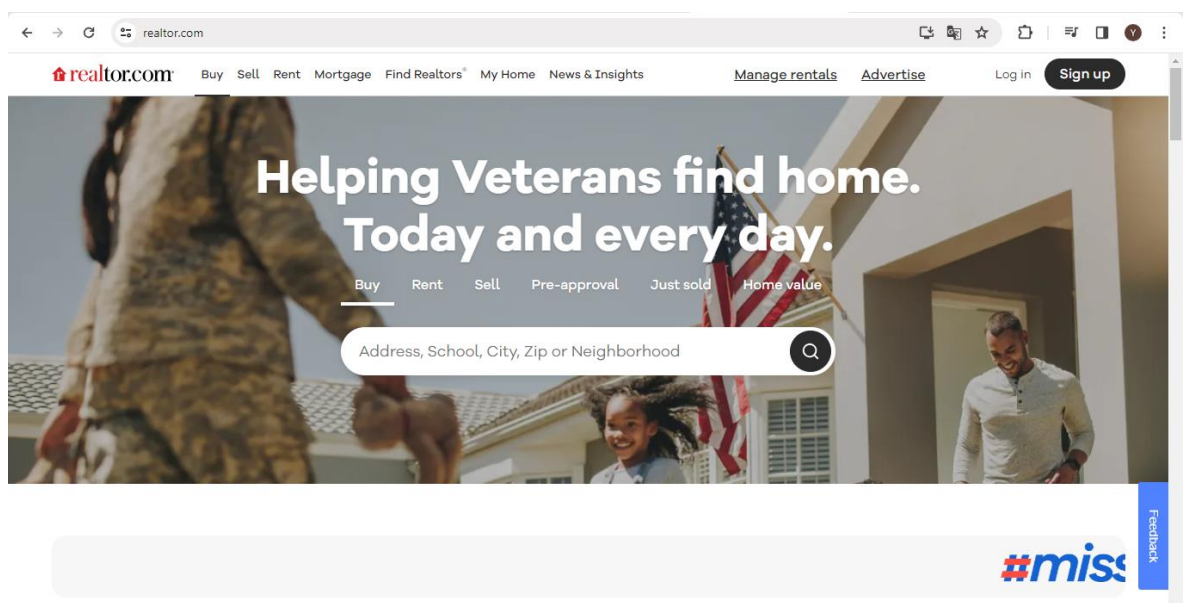 realtor.com
Y
realtor.com
Buy Sell Rent Mortgage Find Realtors® My Home News & Insights Manage rentals Advertise Log in Sign up
Helping Veterans find home.
Today and every day.
Buy Rent Sell Pre-approval Just sold Home value
Address, School, City, Zip or Neighborhood
Feedback
#miss